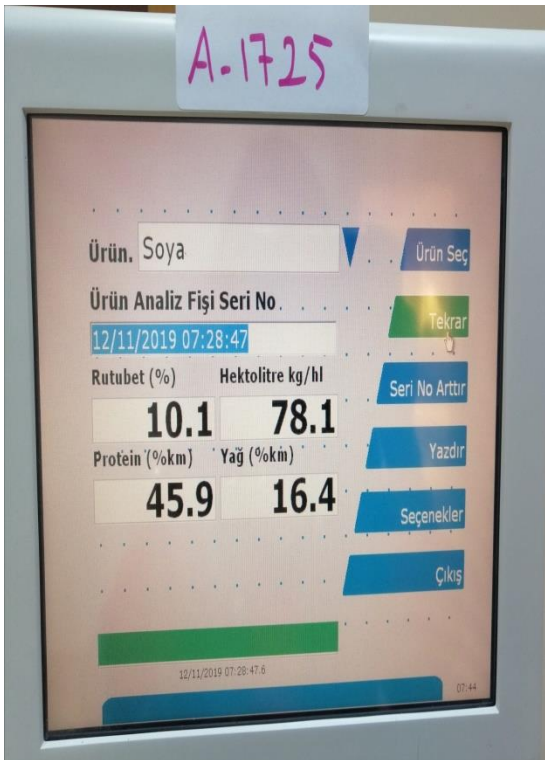 A-1725
Ürün. Soya
Ürün Seç
Ürün Analiz Fişi Seri No
Tekrar
12/11/2019 07:28:47
Rutubet (%) Hektolitre kg/hl
Seri No Arttır
10.1 78.1
Protein (%km) Yağ (%km)
Yazdır
45.9 16.4
Seçenekler
Çıkış
12/11/2019 07:28:47.6
07:44